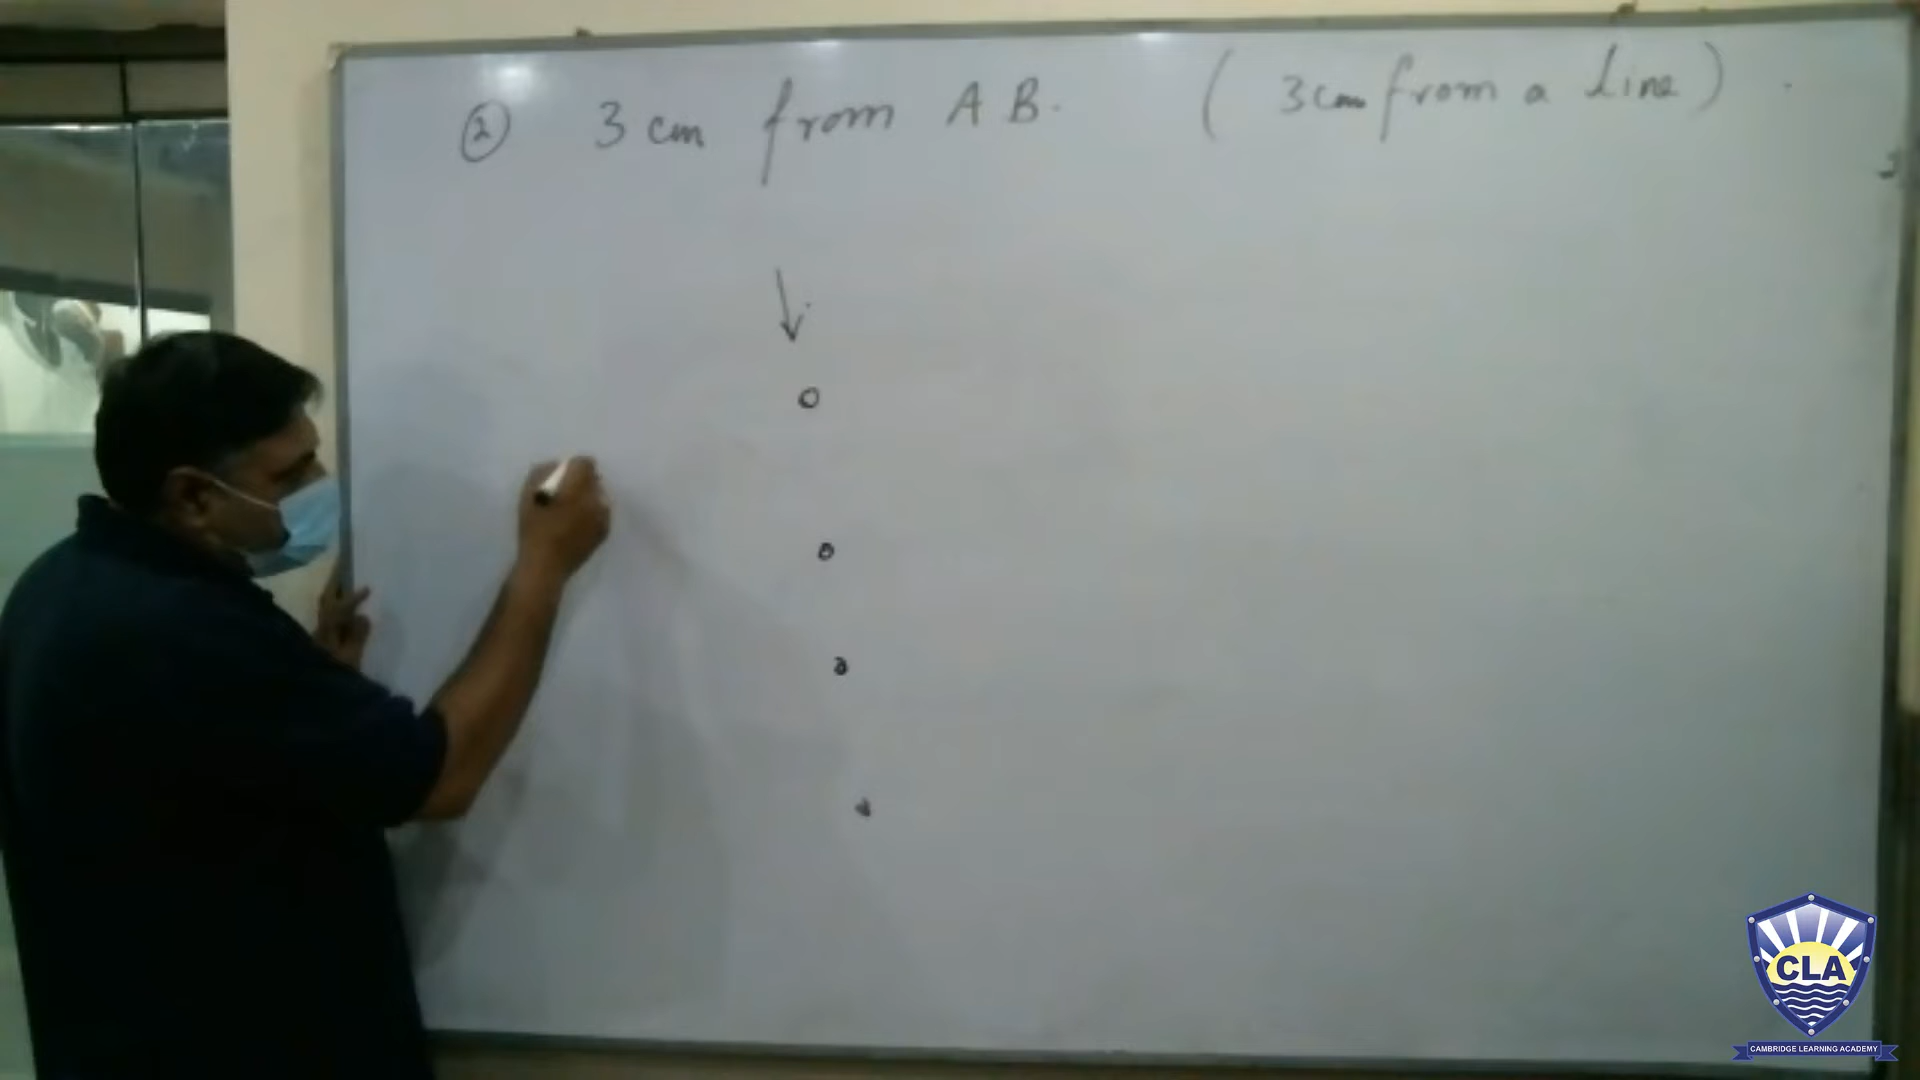 ② 3 cm from AB. ( 3cm from a line )
CLA
CAMBRIDGE LEARNING ACADEMY